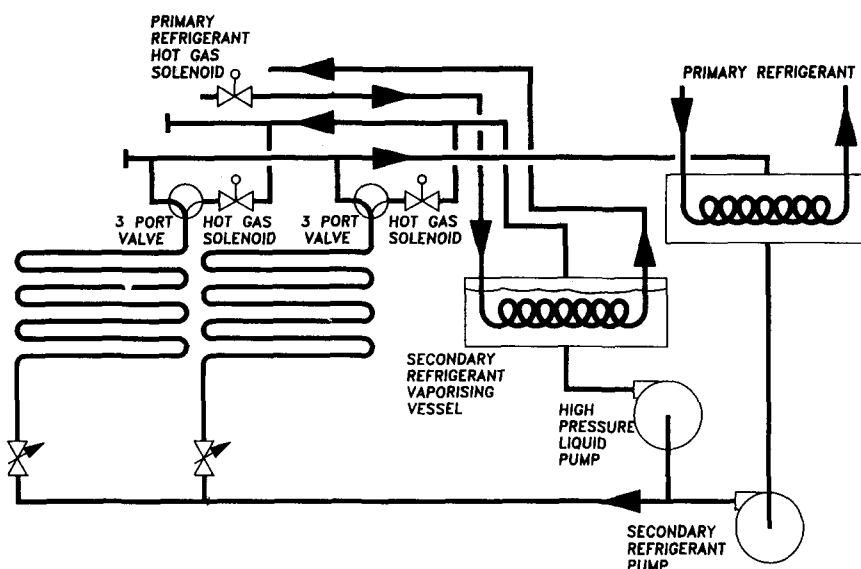 PRIMARY
REFRIGERANT
HOT GAS
SOLENOID
PRIMARY REFRIGERANT
3 PORT
VALVE
HOT GAS
SOLENOID
3 PORT
VALVE
HOT GAS
SOLENOID
SECONDARY
REFRIGERANT
VAPORISING
VESSEL
HIGH
PRESSURE
LIQUID
PUMP
SECONDARY
REFRIGERANT
PUMP